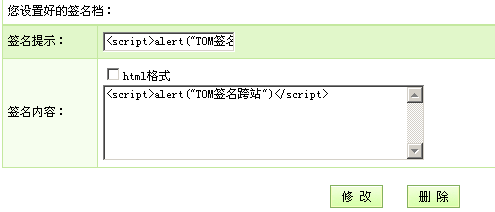 您设置好的签名档：
签名提示： <script>alert("TOM签名
html格式
签名内容： <script>alert("TOM签名跨站")</script>
修 改 删 除